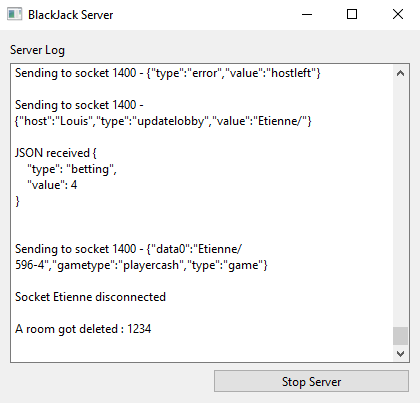 BlackJack Server
Server Log
Sending to socket 1400 - {"type":"error","value":"hostleft"}
Sending to socket 1400 -
{"host":"Louis","type":"updatelobby","value":"Etienne/"}
JSON received {
"type": "betting",
"value": 4
}
Sending to socket 1400 - {"data0":"Etienne/
596-4","gametype":"playercash","type":"game"}
Socket Etienne disconnected
A room got deleted : 1234
Stop Server